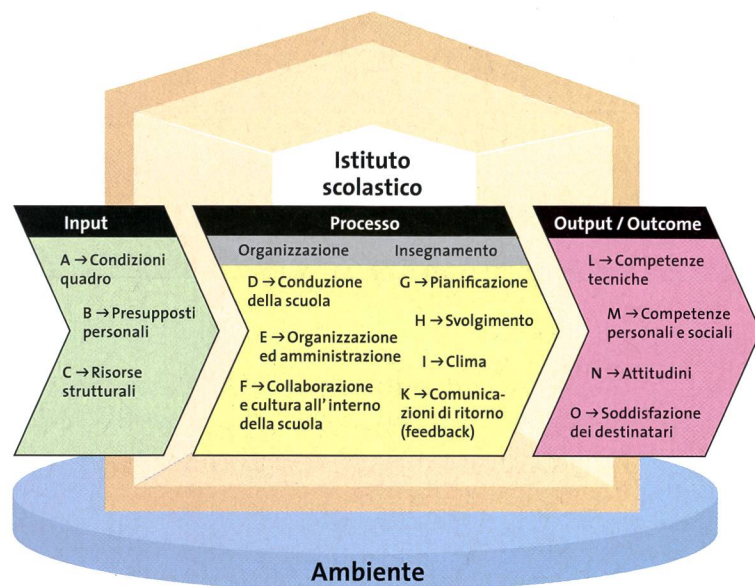 Istituto
scolastico
Input
A → Condizioni
quadro
B → Presupposti
personali
C → Risorse
strutturali
Processo
Organizzazione
D → Conduzione
della scuola
E → Organizzazione
ed amministrazione
F → Collaborazione
e cultura all'interno
della scuola
Insegnamento
G → Pianificazione
H → Svolgimento
I → Clima
K → Comunica-
zioni di ritorno
(feedback)
Output / Outcome
L → Competenze
tecniche
M → Competenze
personali e sociali
N → Attitudini
O → Soddisfazione
dei destinatari
Ambiente